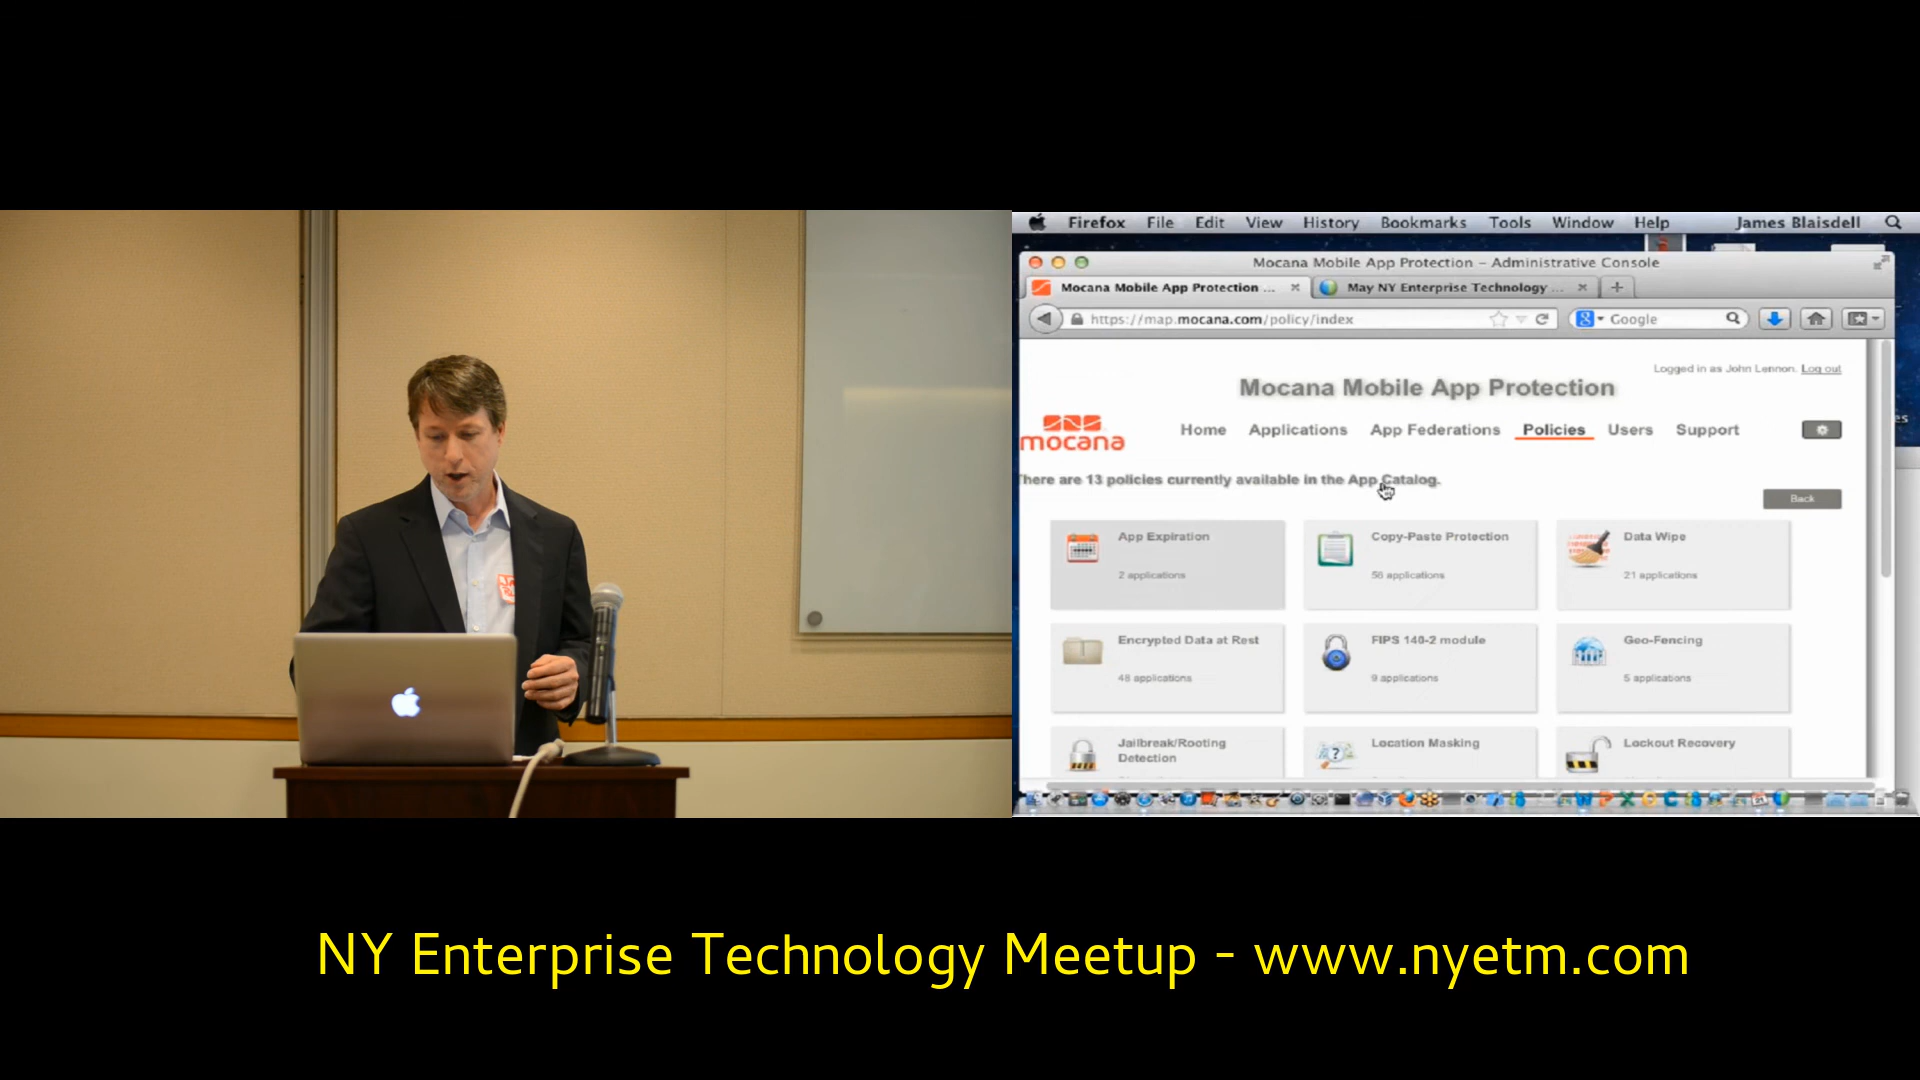 Firefox File Edit View History Bookmarks Tools Window Help James Blaisdell
Mocana Mobile App Protection – Administrative Console
Mocana Mobile App Protection ...
May NY Enterprise Technology ...
https://map.mocana.com/policy/index
Google
Logged in as John Lennon. Log out
Mocana Mobile App Protection
mocana
Home Applications App Federations Policies Users Support
here are 13 policies currently available in the App Catalog.
Back
App Expiration
2 applications
Copy-Paste Protection
56 applications
Data Wipe
21 applications
Encrypted Data at Rest
48 applications
FIPS 140-2 module
9 applications
Geo-Fencing
5 applications
Jailbreak/Rooting
Detection
Location Masking
Lockout Recovery
NY Enterprise Technology Meetup - www.nyetm.com